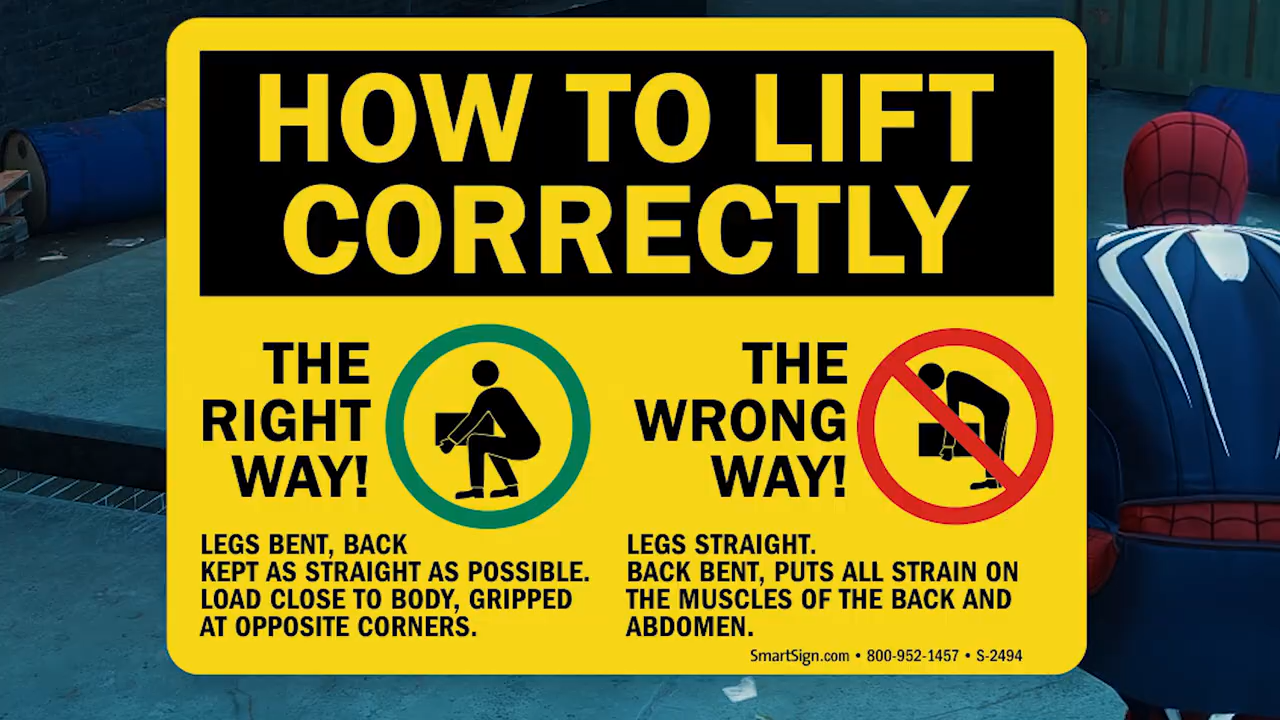 HOW TO LIFT
CORRECTLY
THE
RIGHT
WAY!
LEGS BENT, BACK
KEPT AS STRAIGHT AS POSSIBLE.
LOAD CLOSE TO BODY, GRIPPED
AT OPPOSITE CORNERS.
THE
WRONG
WAY!
LEGS STRAIGHT.
BACK BENT, PUTS ALL STRAIN ON
THE MUSCLES OF THE BACK AND
ABDOMEN.
SmartSign.com • 800-952-1457 • S-2494